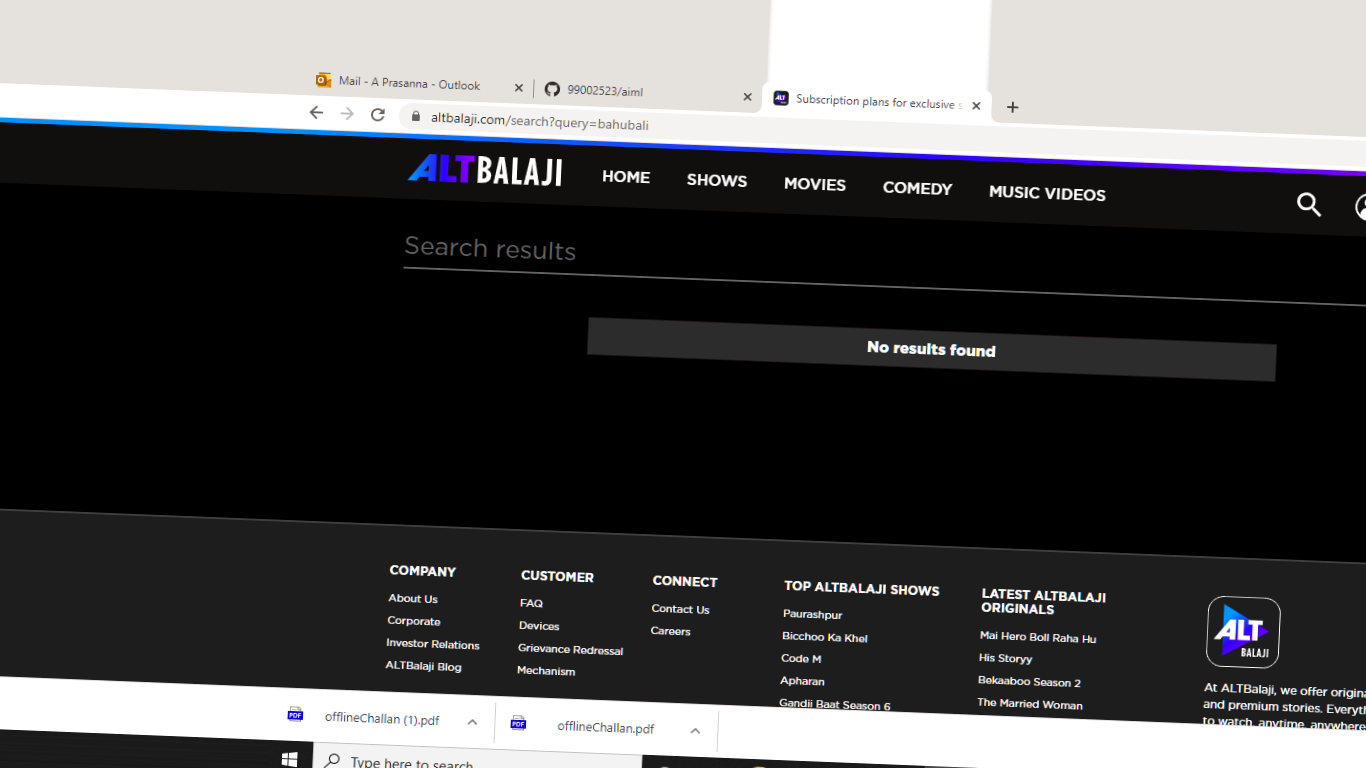 Mail - A Prasanna - Outlook
99002523/aiml
Subscription plans for exclusive s
altbalaji.com/search?query=bahubali
ALTBALAJI
HOME
SHOWS
MOVIES
COMEDY
MUSIC VIDEOS
Search results
No results found
COMPANY
About Us
Corporate
Investor Relations
ALTBalaji Blog
CUSTOMER
FAQ
Devices
Grievance Redressal
Mechanism
CONNECT
Contact Us
Careers
TOP ALTBALAJI SHOWS
Paurashpur
Bicchoo Ka Khel
Code M
Apharan
Gandii Baat Season 6
LATEST ALTBALAJI
ORIGINALS
Mai Hero Boll Raha Hu
His Storyy
Bekaaboo Season 2
The Married Woman
ALT
BALAJI
At ALTBalaji, we offer origina
and premium stories. Everyth
to watch, anytime, anywhere
PDF
offlineChallan (1).pdf
PDF
offlineChallan.pdf
Type here to search